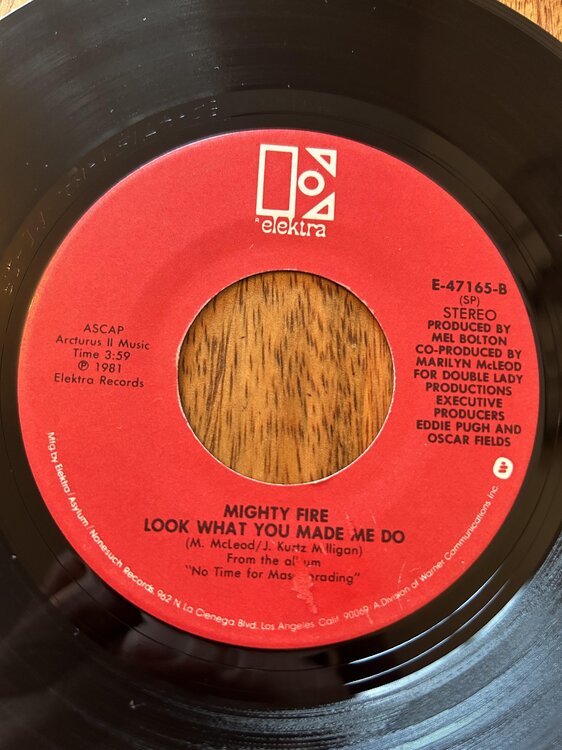 elektra
E-47165-B
(SP)
STEREO
PRODUCED BY
MEL BOLTON
CO-PRODUCED BY
MARILYN McLEOD
FOR DOUBLE LADY
PRODUCTIONS
EXECUTIVE
PRODUCERS
EDDIE PUGH AND
OSCAR FIELDS
ASCAP
Arcturus II Music
Time 3:59
Ⓟ 1981
Elektra Records
MIGHTY FIRE
LOOK WHAT YOU MADE ME DO
(M. McLeod/J. Kurtz Milligan)
From the album
"No Time for Masquerading"
Mfg. by Elektra/Asylum/Nonesuch Records, 962 N. La Cienega Blvd. Los Angeles. Calif. 90069 A Division of Warner Communications Inc.